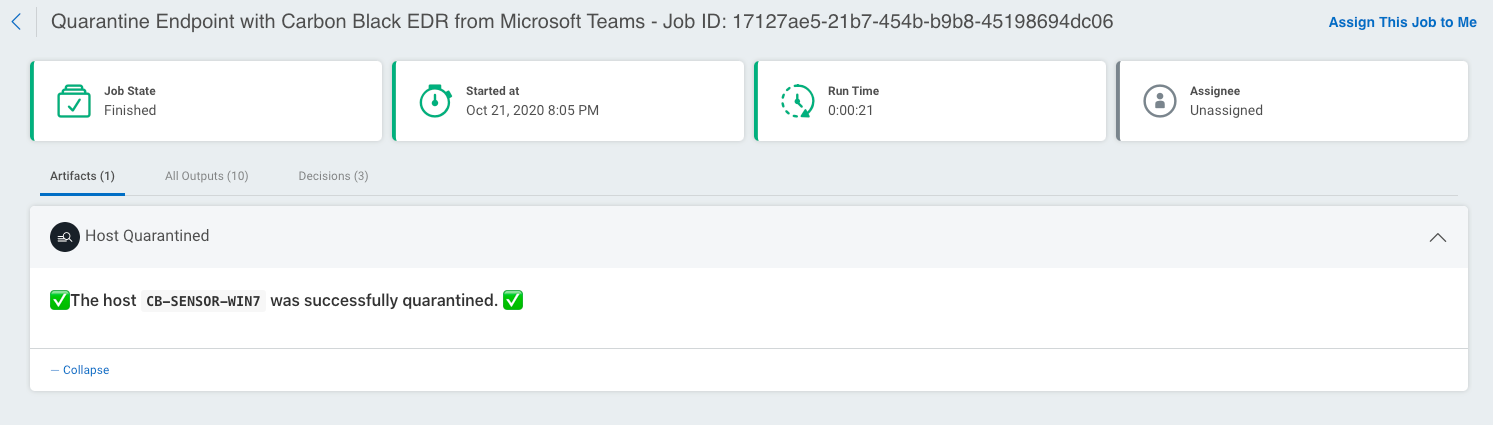 Quarantine Endpoint with Carbon Black EDR from Microsoft Teams - Job ID: 17127ae5-21b7-454b-b9b8-45198694dc06
Assign This Job to Me
Job State
Finished
Started at
Oct 21, 2020 8:05 PM
Run Time
0:00:21
Assignee
Unassigned
Artifacts (1)
All Outputs (10)
Decisions (3)
Host Quarantined
✅The host CB-SENSOR-WIN7 was successfully quarantined. ✅
— Collapse